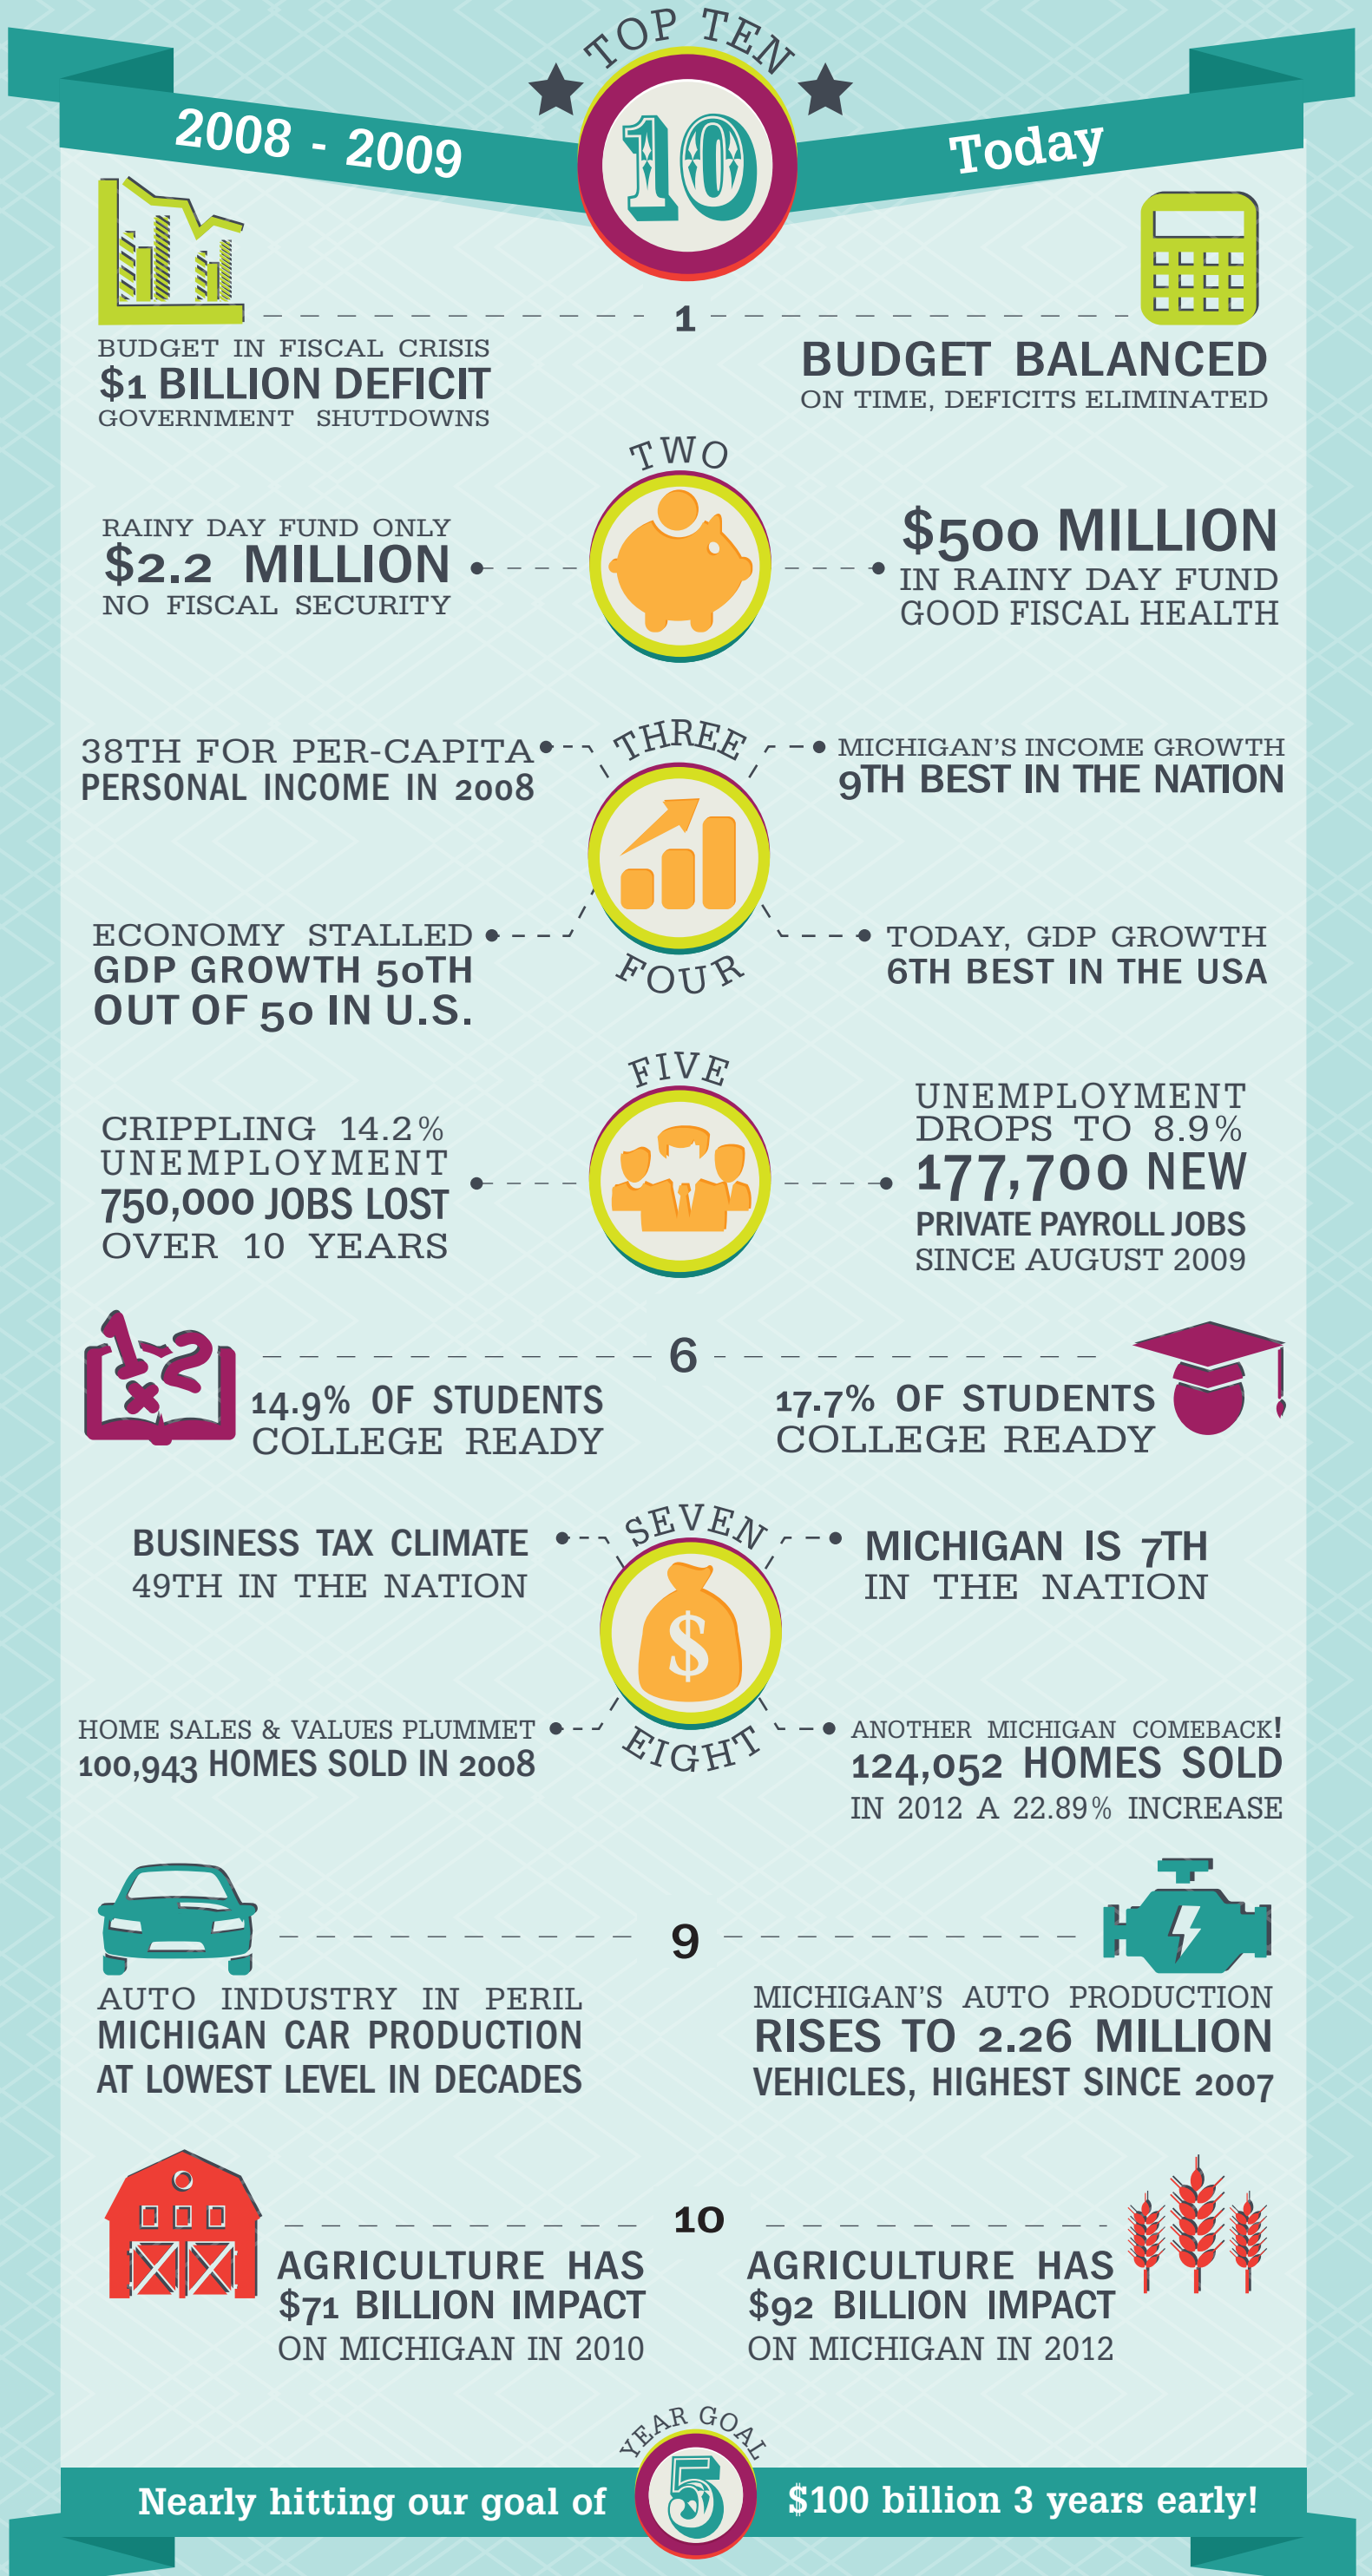 TOP TEN
10
2008 - 2009
Today
1
BUDGET IN FISCAL CRISIS
$1 BILLION DEFICIT
GOVERNMENT SHUTDOWNS
BUDGET BALANCED
ON TIME, DEFICITS ELIMINATED
TWO
RAINY DAY FUND ONLY
$2.2 MILLION
NO FISCAL SECURITY
$500 MILLION
IN RAINY DAY FUND
GOOD FISCAL HEALTH
THREE
38TH FOR PER-CAPITA
PERSONAL INCOME IN 2008
MICHIGAN'S INCOME GROWTH
9TH BEST IN THE NATION
FOUR
ECONOMY STALLED
GDP GROWTH 50TH
OUT OF 50 IN U.S.
TODAY, GDP GROWTH
6TH BEST IN THE USA
FIVE
CRIPPLING 14.2%
UNEMPLOYMENT
750,000 JOBS LOST
OVER 10 YEARS
UNEMPLOYMENT
DROPS TO 8.9%
177,700 NEW
PRIVATE PAYROLL JOBS
SINCE AUGUST 2009
1 x 2
6
14.9% OF STUDENTS
COLLEGE READY
17.7% OF STUDENTS
COLLEGE READY
SEVEN
BUSINESS TAX CLIMATE
49TH IN THE NATION
MICHIGAN IS 7TH
IN THE NATION
$
EIGHT
HOME SALES & VALUES PLUMMET
100,943 HOMES SOLD IN 2008
ANOTHER MICHIGAN COMEBACK!
124,052 HOMES SOLD
IN 2012 A 22.89% INCREASE
9
AUTO INDUSTRY IN PERIL
MICHIGAN CAR PRODUCTION
AT LOWEST LEVEL IN DECADES
MICHIGAN'S AUTO PRODUCTION
RISES TO 2.26 MILLION
VEHICLES, HIGHEST SINCE 2007
10
AGRICULTURE HAS
$71 BILLION IMPACT
ON MICHIGAN IN 2010
AGRICULTURE HAS
$92 BILLION IMPACT
ON MICHIGAN IN 2012
YEAR GOAL
5
Nearly hitting our goal of
$100 billion 3 years early!